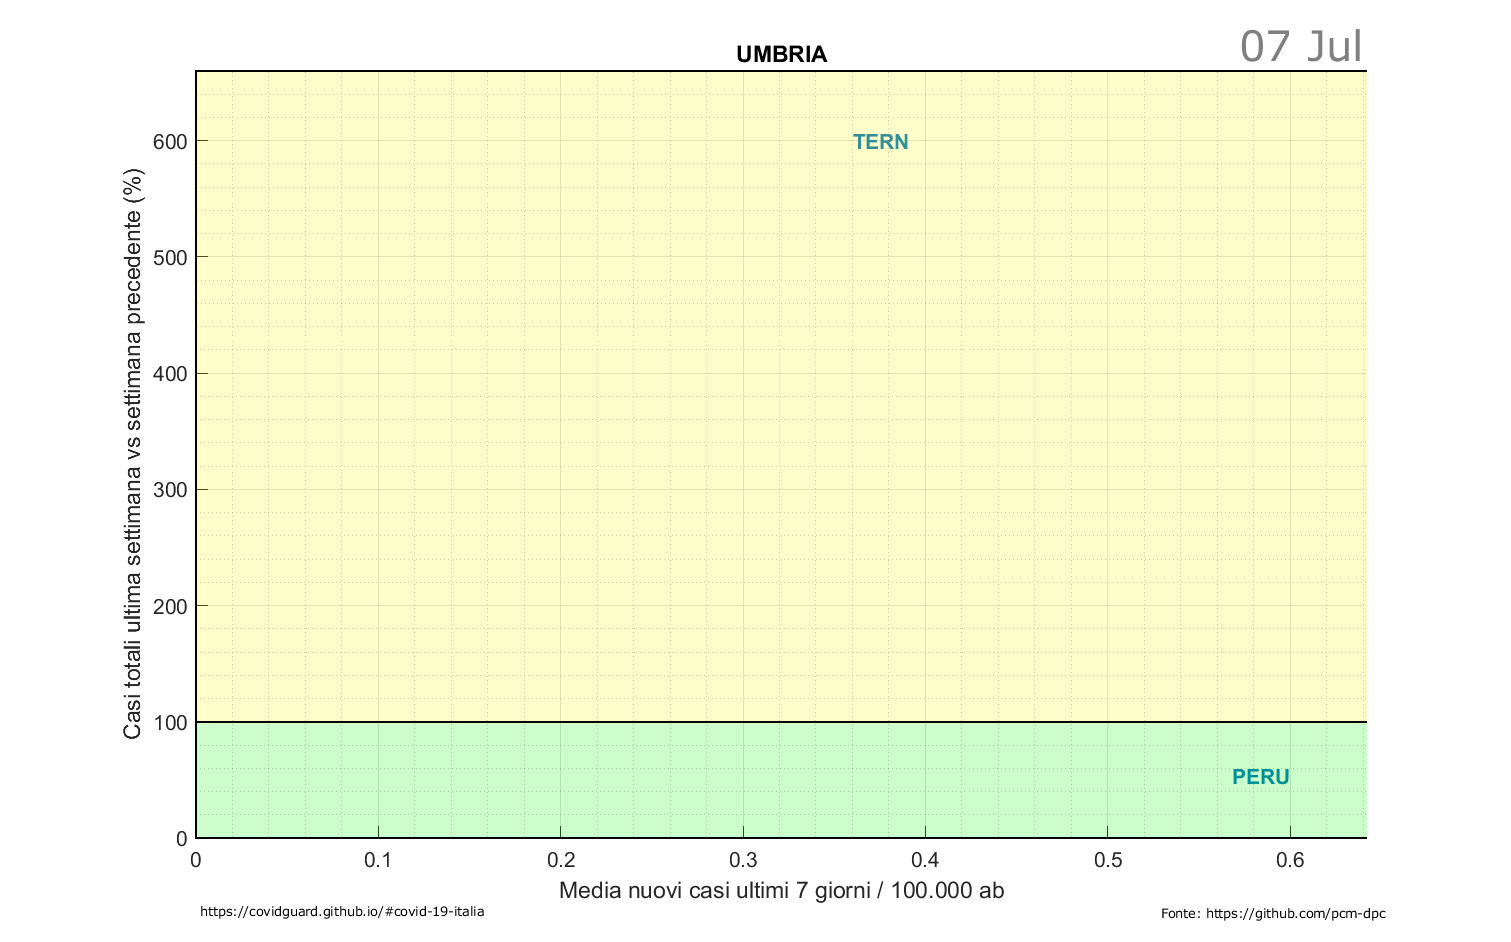 07 Jul
UMBRIA
Casi totali ultima settimana vs settimana precedente (%)
600
500
400
300
200
100
0
TERN
PERU
0 0.1 0.2 0.3 0.4 0.5 0.6
Media nuovi casi ultimi 7 giorni / 100.000 ab
https://covidguard.github.io/#covid-19-italia
Fonte: https://github.com/pcm-dpc